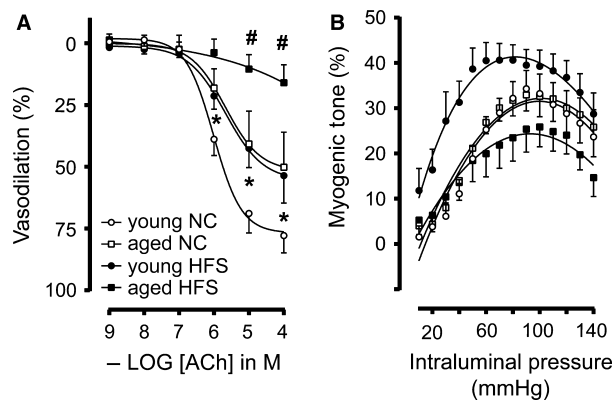 A
#
#
0
25
50
75
100
Vasodilation (%)
*
*
*
young NC
aged NC
young HFS
aged HFS
9 8 7 6 5 4
– LOG [ACh] in M
B
50
40
30
20
10
0
Myogenic tone (%)
20 60 100 140
Intraluminal pressure
(mmHg)